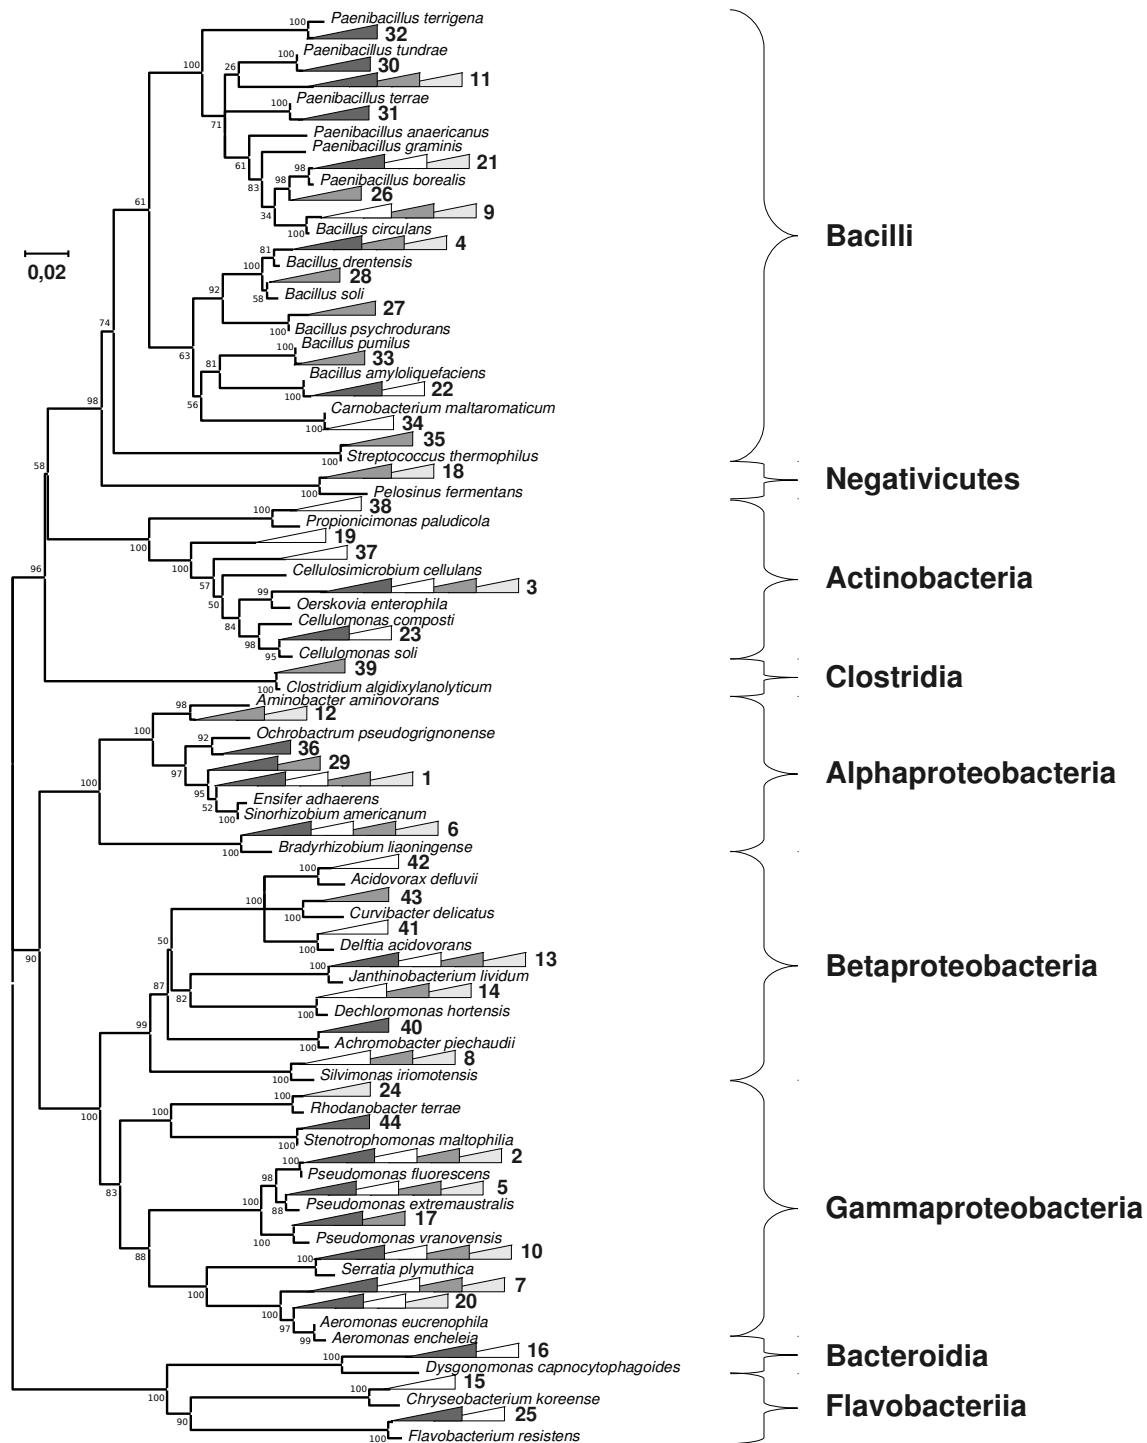 100 Paenibacillus terrigena
32
Paenibacillus tundrae
100
30
26
100
11
Paenibacillus terrae
100
31
71
Paenibacillus anaericanus
Paenibacillus graminis
61
21
98
Paenibacillus borealis
98
83
26
61
9
34
Bacillus circulans
100
Bacilli
4
81
Bacillus drentensis
100
0,02
28
92
Bacillus soli
58
27
74
Bacillus psychrodurans
100
Bacillus pumilus
100
63
33
81
Bacillus amyloliquefaciens
22
100
98
56
Carnobacterium maltaromaticum
34
100
35
Streptococcus thermophilus
100
58
18
Negativicutes
Pelosinus fermentans
100
38
100
Propionicimonas paludicola
19
100
37
100
Cellulosimicrobium cellulans
96
57
Actinobacteria
3
99
50
Oerskovia enterophila
Cellulomonas composti
84
23
98
Cellulomonas soli
95
39
Clostridia
Clostridium algidixylanolyticum
100
Aminobacter aminovorans
98
12
100
Ochrobactrum pseudogrignonense
92
36
97
29
Alphaproteobacteria
1
100
95
Ensifer adhaerens
52
Sinorhizobium americanum
100
6
Bradyrhizobium liaoningense
100
42
100
Acidovorax defluvii
43
100
Curvibacter delicatus
100
41
50
Delftia acidovorans
100
90
13
Betaproteobacteria
100
Janthinobacterium lividum
87
14
82
Dechloromonas hortensis
100
99
40
Achromobacter piechaudii
100
8
Silvimonas iriomotensis
100
24
100
Rhodanobacter terrae
100
100
44
Stenotrophomonas maltophilia
100
2
100
Pseudomonas fluorescens
98
83
5
100
Pseudomonas extremaustralis
88
Gammaproteobacteria
17
Pseudomonas vranovensis
100
88
10
100
Serratia plymuthica
7
100
20
100
Aeromonas eucrenophila
97
Aeromonas encheleia
99
16
100
Bacteroidia
Dysgonomonas capnocytophagoides
15
100
100
Chryseobacterium koreense
Flavobacteriia
25
90
Flavobacterium resistens
100